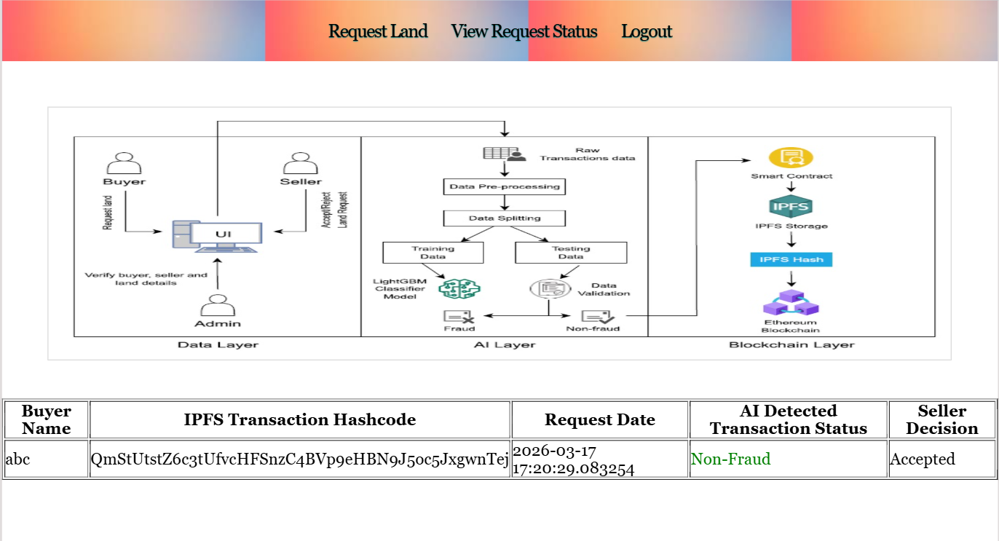 Request Land View Request Status Logout
Raw
Transactions data
Buyer
Seller
Smart Contract
Data Pre-processing
Request land
Accept/Reject
Land Request
IPFS
Data Splitting
IPFS Storage
UI
Training
Data
Testing
Data
IPFS Hash
Verify buyer, seller and
land details
LightGBM
Classifier
Model
Data
Validation
Admin
Fraud
Non-fraud
Ethereum
Blockchain
Data Layer
AI Layer
Blockchain Layer
Buyer
Name
IPFS Transaction Hashcode
Request Date
AI Detected
Transaction Status
Seller
Decision
abc
QmStUtstZ6c3tUfvcHFSnzC4BVp9eHBN9J5oc5JxgwnTej
2026-03-17
17:20:29.083254
Non-Fraud
Accepted